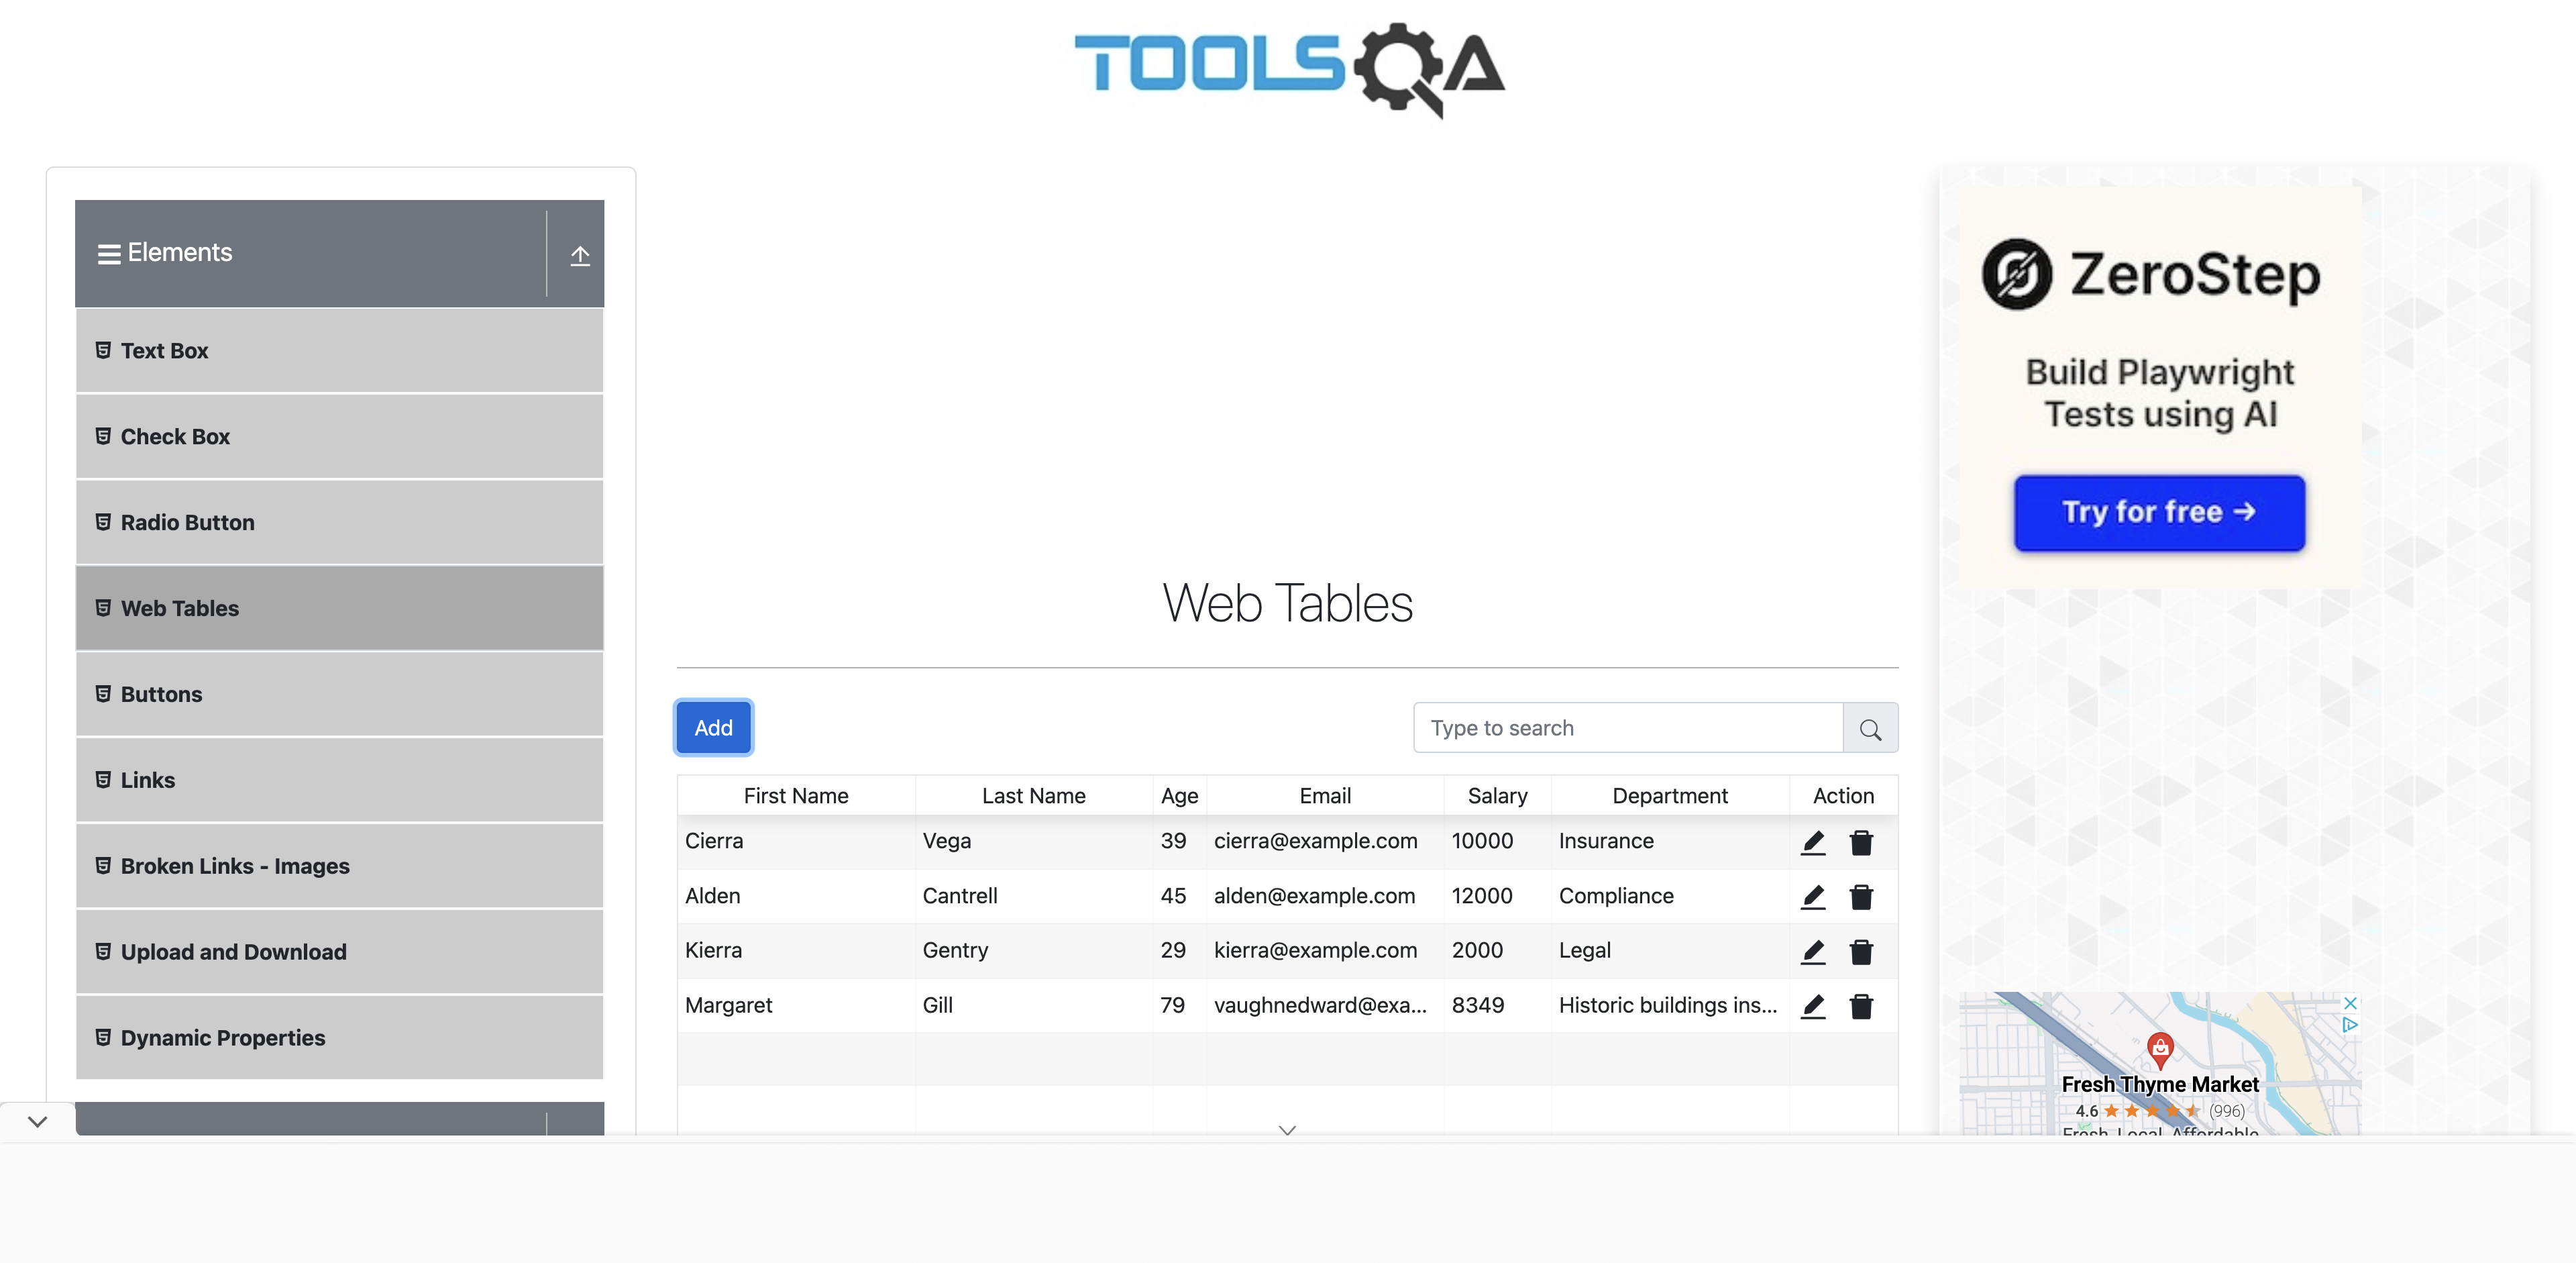 TOOLSQA
Elements
Text Box
Check Box
Radio Button
Web Tables
Buttons
Links
Broken Links - Images
Upload and Download
Dynamic Properties
Web Tables
Add
Type to search
First Name Last Name Age Email Salary Department Action
Cierra Vega 39 cierra@example.com 10000 Insurance
Alden Cantrell 45 alden@example.com 12000 Compliance
Kierra Gentry 29 kierra@example.com 2000 Legal
Margaret Gill 79 vaughnedward@exa... 8349 Historic buildings ins...
ZeroStep
Build Playwright
Tests using AI
Try for free →
Fresh Thyme Market
4.6 (996)
Fresh. Local. Affordable